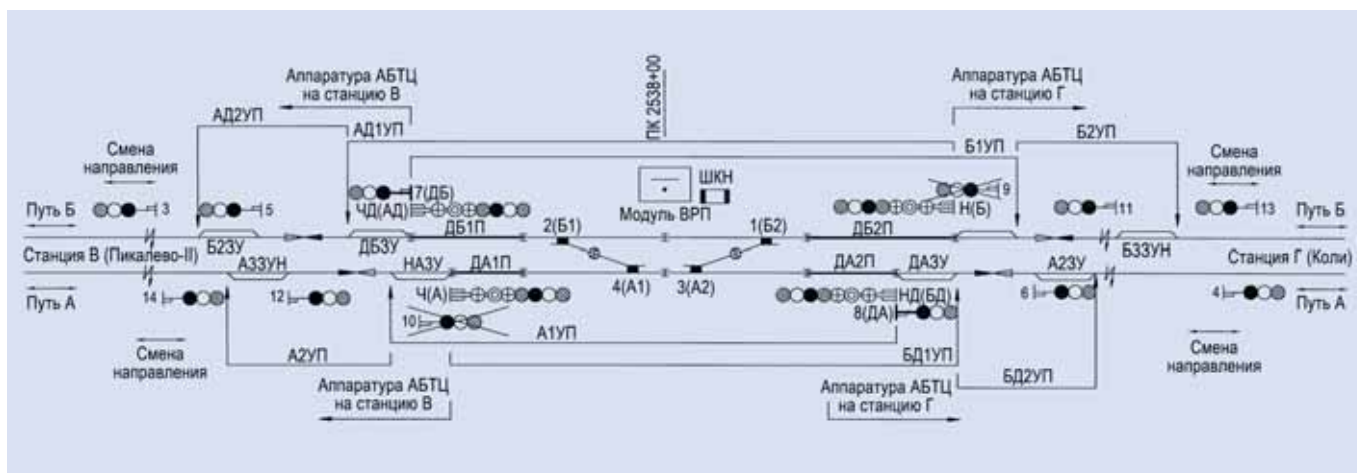 Аппаратура АБТЦ
на станцию В
ПК 2538+00
Аппаратура АБТЦ
на станцию Г
АД2УП
АД1УП
Б1УП
Б2УП
Смена
направления
Смена
направления
3
5
7(ДБ)
ЧД(АД)
ШКН
Модуль ВРП
9
Н(Б)
11
13
Путь Б
Путь Б
ДБ1П
2(Б1)
1(Б2)
ДБ2П
Станция В (Пикалево-II)
Б2ЗУ
ДБЗУ
Б3ЗУН
Станция Г (Коли)
А3ЗУН
НАЗУ
ДА1П
4(А1)
3(А2)
ДА2П
ДАЗУ
А2ЗУ
Путь А
14
12
Ч(А)
НД(БД)
6
4
Путь А
10
8(ДА)
Смена
направления
А2УП
А1УП
БД1УП
БД2УП
Смена
направления
Аппаратура АБТЦ
на станцию В
Аппаратура АБТЦ
на станцию Г